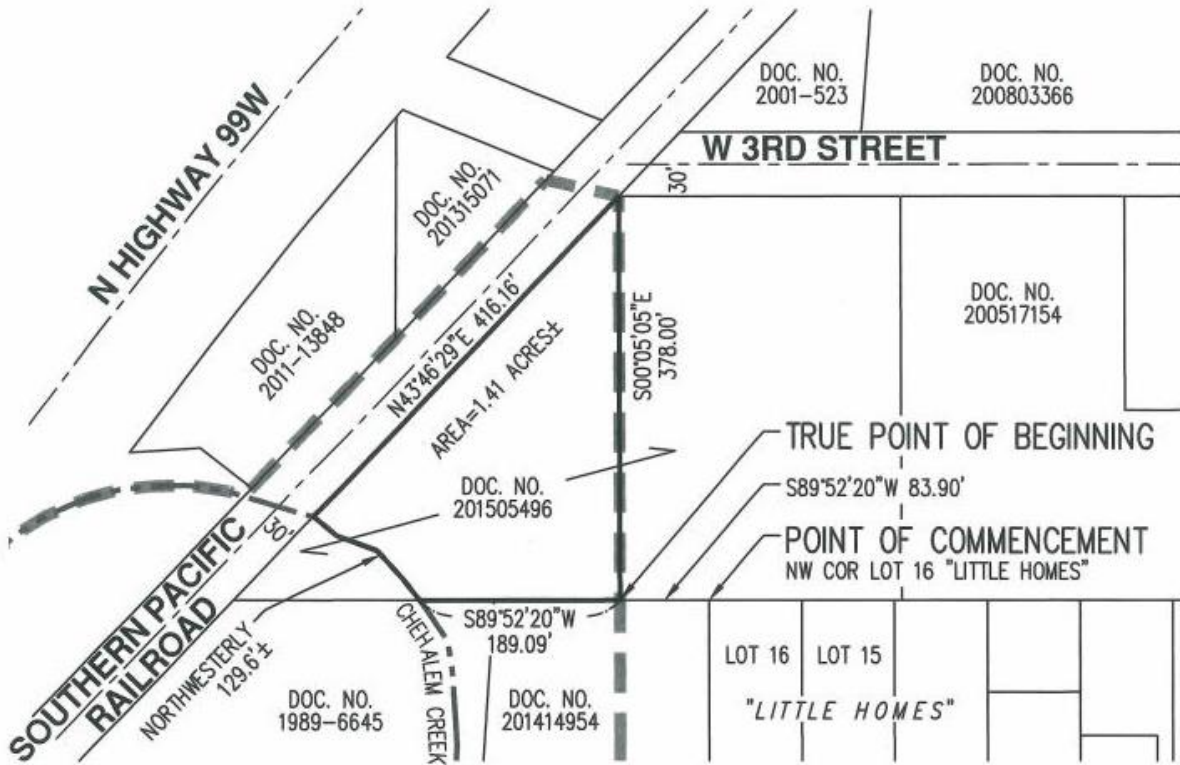 N HIGHWAY 99W
DOC. NO.
2001-523
DOC. NO.
200803366
W 3RD STREET
30'
DOC. NO.
201315071
DOC. NO.
2011-13848
N43°46'29"E 416.16'
AREA=1.41 ACRES±
S00°05'05"E
378.00'
DOC. NO.
200517154
TRUE POINT OF BEGINNING
S89°52'20"W 83.90'
POINT OF COMMENCEMENT
NW COR LOT 16 "LITTLE HOMES"
DOC. NO.
201505496
30'
SOUTHERN PACIFIC
RAILROAD
NORTHWESTERLY
129.6'±
S89°52'20"W
189.09'
CHEHALEM CREEK
DOC. NO.
1989-6645
DOC. NO.
201414954
LOT 16
LOT 15
"LITTLE HOMES"